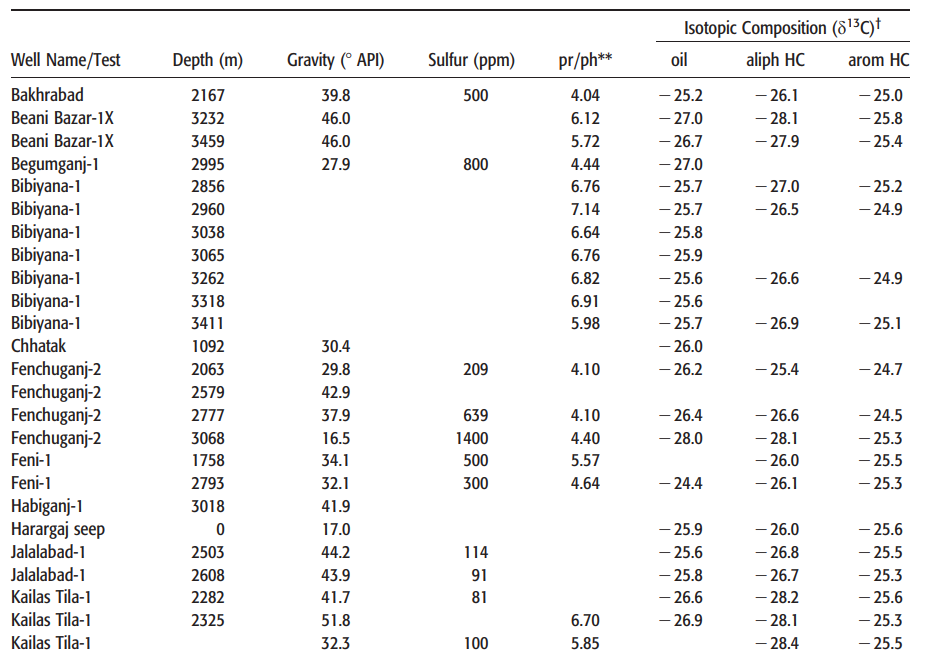 Isotopic Composition (δ¹³C)†
Well Name/Test Depth (m) Gravity (° API) Sulfur (ppm) pr/ph** oil aliph HC arom HC
Bakhrabad 2167 39.8 500 4.04 −25.2 −26.1 −25.0
Beani Bazar-1X 3232 46.0 6.12 −27.0 −28.1 −25.8
Beani Bazar-1X 3459 46.0 5.72 −26.7 −27.9 −25.4
Begumganj-1 2995 27.9 800 4.44 −27.0
Bibiyana-1 2856 6.76 −25.7 −27.0 −25.2
Bibiyana-1 2960 7.14 −25.7 −26.5 −24.9
Bibiyana-1 3038 6.64 −25.8
Bibiyana-1 3065 6.76 −25.9
Bibiyana-1 3262 6.82 −25.6 −26.6 −24.9
Bibiyana-1 3318 6.91 −25.6
Bibiyana-1 3411 5.98 −25.7 −26.9 −25.1
Chhatak 1092 30.4 −26.0
Fenchuganj-2 2063 29.8 209 4.10 −26.2 −25.4 −24.7
Fenchuganj-2 2579 42.9
Fenchuganj-2 2777 37.9 639 4.10 −26.4 −26.6 −24.5
Fenchuganj-2 3068 16.5 1400 4.40 −28.0 −28.1 −25.3
Feni-1 1758 34.1 500 5.57 −26.0 −25.5
Feni-1 2793 32.1 300 4.64 −24.4 −26.1 −25.3
Habiganj-1 3018 41.9
Harargaj seep 0 17.0 −25.9 −26.0 −25.6
Jalalabad-1 2503 44.2 114 −25.6 −26.8 −25.5
Jalalabad-1 2608 43.9 91 −25.8 −26.7 −25.3
Kailas Tila-1 2282 41.7 81 −26.6 −28.2 −25.6
Kailas Tila-1 2325 51.8 6.70 −26.9 −28.1 −25.3
Kailas Tila-1 32.3 100 5.85 −28.4 −25.5